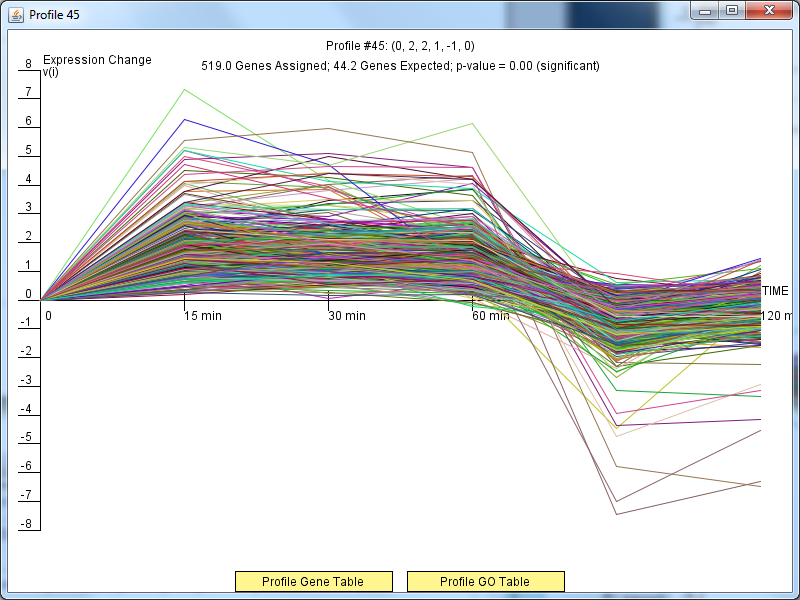 Profile 45
Profile #45: (0, 2, 2, 1, -1, 0)
519.0 Genes Assigned; 44.2 Genes Expected; p-value = 0.00 (significant)
Expression Change
v(i)
8
7
6
5
4
3
2
1
0
-1
-2
-3
-4
-5
-6
-7
-8
TIME
0
15 min
30 min
60 min
120 m
Profile Gene Table
Profile GO Table